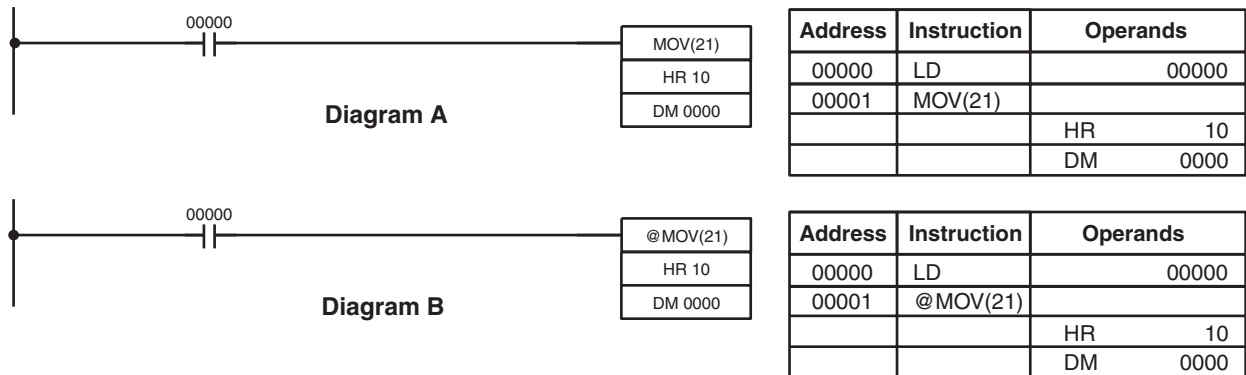 00000
MOV(21)
HR 10
DM 0000
Diagram A
Address Instruction Operands
00000 LD 00000
00001 MOV(21)
HR 10
DM 0000
00000
@MOV(21)
HR 10
DM 0000
Diagram B
Address Instruction Operands
00000 LD 00000
00001 @MOV(21)
HR 10
DM 0000